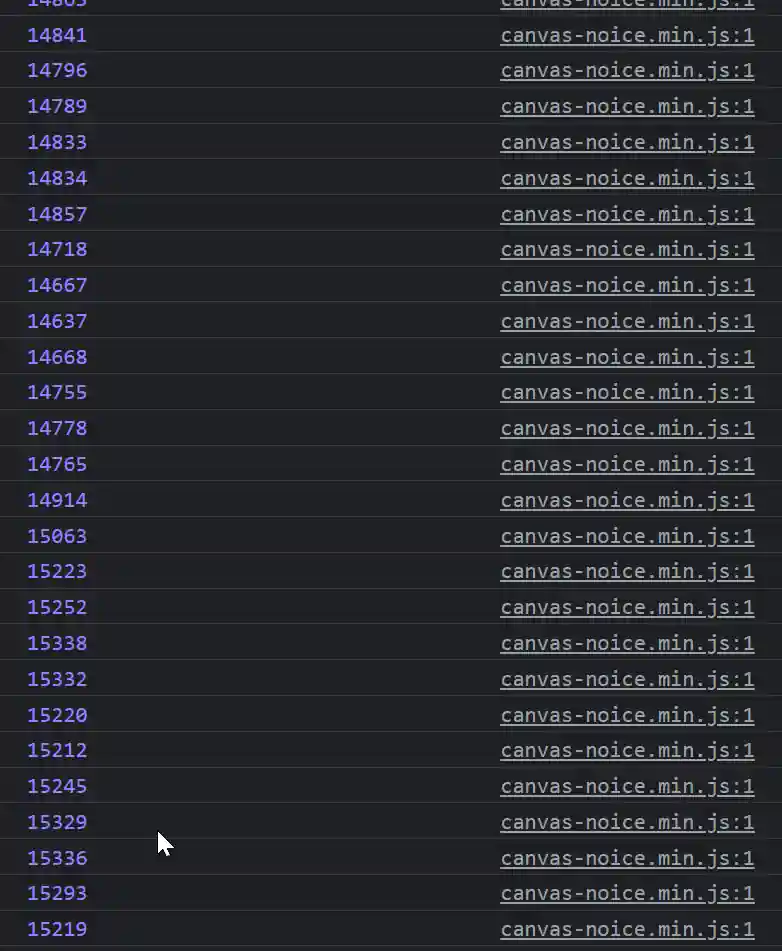 canvas-noice.min.js:1
14841 canvas-noice.min.js:1
14796 canvas-noice.min.js:1
14789 canvas-noice.min.js:1
14833 canvas-noice.min.js:1
14834 canvas-noice.min.js:1
14857 canvas-noice.min.js:1
14718 canvas-noice.min.js:1
14667 canvas-noice.min.js:1
14637 canvas-noice.min.js:1
14668 canvas-noice.min.js:1
14755 canvas-noice.min.js:1
14778 canvas-noice.min.js:1
14765 canvas-noice.min.js:1
14914 canvas-noice.min.js:1
15063 canvas-noice.min.js:1
15223 canvas-noice.min.js:1
15252 canvas-noice.min.js:1
15338 canvas-noice.min.js:1
15332 canvas-noice.min.js:1
15220 canvas-noice.min.js:1
15212 canvas-noice.min.js:1
15245 canvas-noice.min.js:1
15329 canvas-noice.min.js:1
15336 canvas-noice.min.js:1
15293 canvas-noice.min.js:1
15219 canvas-noice.min.js:1